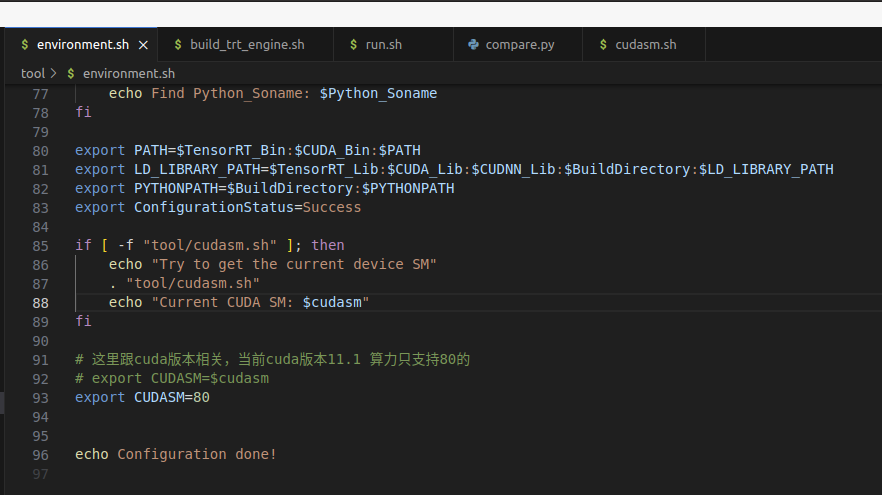 $ environment.sh × $ build_trt_engine.sh $ run.sh compare.py $ cudasm.sh
tool > $ environment.sh
77 echo Find Python_Soname: $Python_Soname
78 fi
79
80 export PATH=$TensorRT_Bin:$CUDA_Bin:$PATH
81 export LD_LIBRARY_PATH=$TensorRT_Lib:$CUDA_Lib:$CUDNN_Lib:$BuildDirectory:$LD_LIBRARY_PATH
82 export PYTHONPATH=$BuildDirectory:$PYTHONPATH
83 export ConfigurationStatus=Success
84
85 if [ -f "tool/cudasm.sh" ]; then
86 echo "Try to get the current device SM"
87 . "tool/cudasm.sh"
88 echo "Current CUDA SM: $cudasm"
89 fi
90
91 # 这里跟cuda版本相关，当前cuda版本11.1 算力只支持80的
92 # export CUDASM=$cudasm
93 export CUDASM=80
94
95
96 echo Configuration done!
97